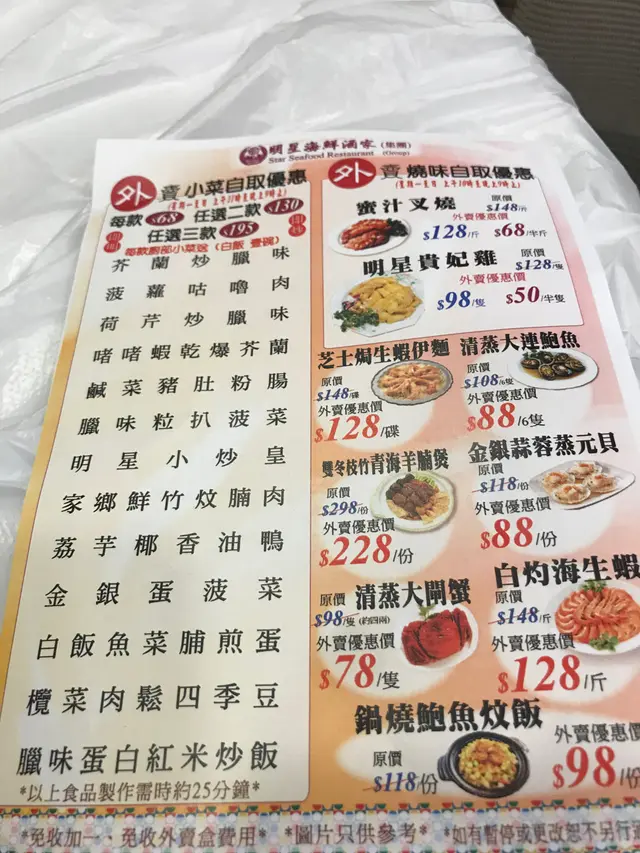 明星海鮮酒家(集團)
Star Seafood Restaurant (Group)
外賣小菜自取優惠
每款$68 任選二款$130
任選三款$195
每款廚部小菜送(白飯 壹碗)
芥蘭炒臘味
菠蘿咕嚕肉
荷芹炒臘味
啫啫蝦乾爆芥蘭
鹹菜豬肚粉腸
臘味粒扒菠菜
明星小炒皇
家鄉鮮竹炆腩肉
荔芋椰香油鴨
金銀蛋菠菜
白飯魚菜脯煎蛋
欖菜肉鬆四季豆
臘味蛋白紅米炒飯
*以上食品製作需時約25分鐘*
外賣燒味自取優惠
蜜汁叉燒
原價
$148/斤
外賣優惠價
$128/斤 $68/半斤
明星貴妃雞
原價
$128/隻
外賣優惠價
$98/隻 $50/半隻
芝士焗生蝦伊麵
原價
$148/碟
外賣優惠價
$128/碟
清蒸大連鮑魚
原價
$108/6隻
外賣優惠價
$88/6隻
雙冬枝竹青海羊腩煲
原價
$298/份
外賣優惠價
$228/份
金銀蒜蓉蒸元貝
原價
$118/份
外賣優惠價
$88/份
清蒸大閘蟹
原價
$98/隻(約四兩)
外賣優惠價
$78/隻
白灼海生蝦
原價
$148/斤
外賣優惠價
$128/斤
鍋燒鮑魚炆飯
原價
$118/份
外賣優惠價
$98/份
*免收加一、免收外賣盒費用* *圖片只供參考* *如有暫停或更改恕不另行